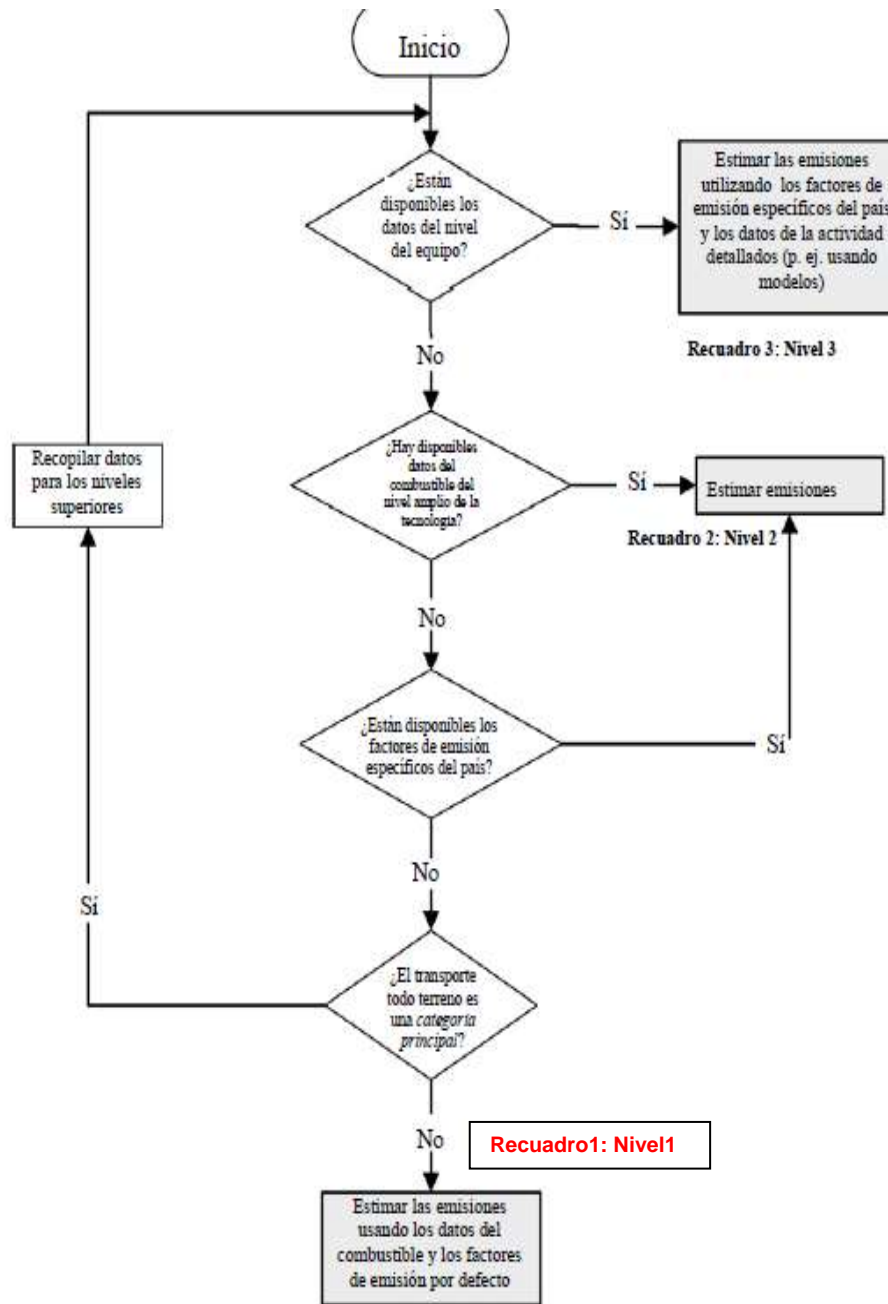 Inicio
¿Están
disponibles los
datos del nivel
del equipo?
Sí
Estimar las emisiones
utilizando los factores de
emisión específicos del país
y los datos de la actividad
detallados (p. ej. usando
modelos)
Recuadro 3: Nivel 3
No
¿Hay disponibles
datos del
combustible del
nivel amplio de la
tecnología?
Sí
Estimar emisiones
Recuadro 2: Nivel 2
Recopilar datos
para los niveles
superiores
No
¿Están disponibles los
factores de emisión
específicos del país?
Sí
No
Sí
¿El transporte
todo terreno es
una categoría
principal?
No
Recuadro1: Nivel1
Estimar las emisiones
usando los datos del
combustible y los factores
de emisión por defecto